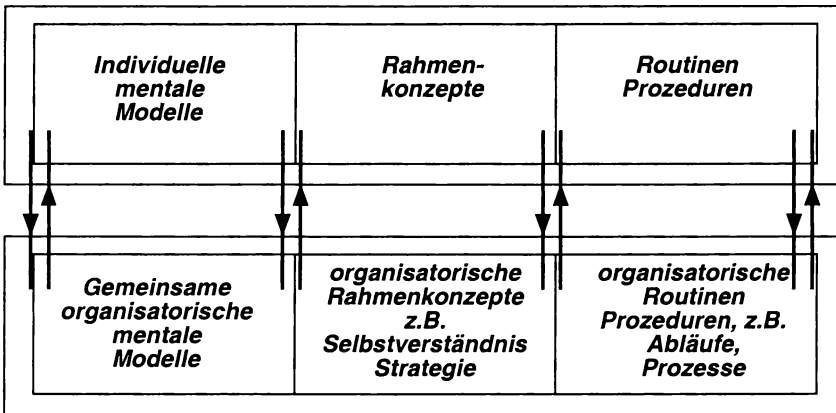 Individuelle
mentale
Modelle
Rahmen-
konzepte
Routinen
Prozeduren
Gemeinsame
organisatorische
mentale
Modelle
organisatorische
Rahmenkonzepte
z.B.
Selbstverständnis
Strategie
organisatorische
Routinen
Prozeduren, z.B.
Abläufe,
Prozesse